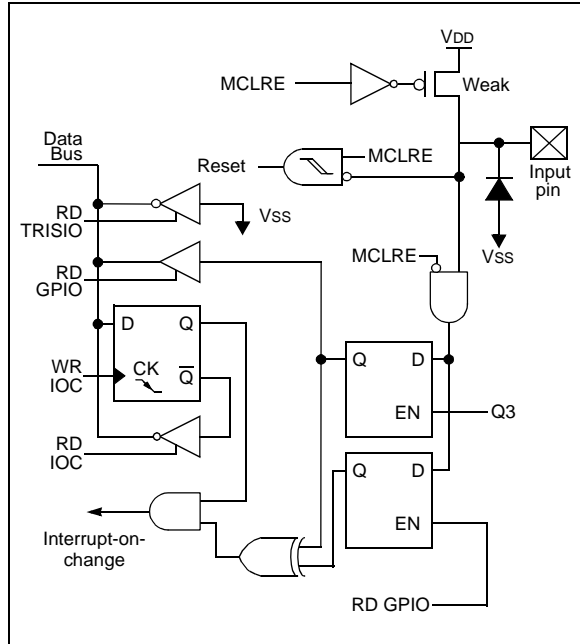 VDD
MCLRE
Weak
Data
Bus
Reset
MCLRE
Input
pin
RD
TRISIO
VSS
VSS
RD
GPIO
MCLRE
D
Q
Q
D
WR
IOC
CK
Q
EN
Q3
RD
IOC
Q
D
EN
Interrupt-on-
change
RD GPIO